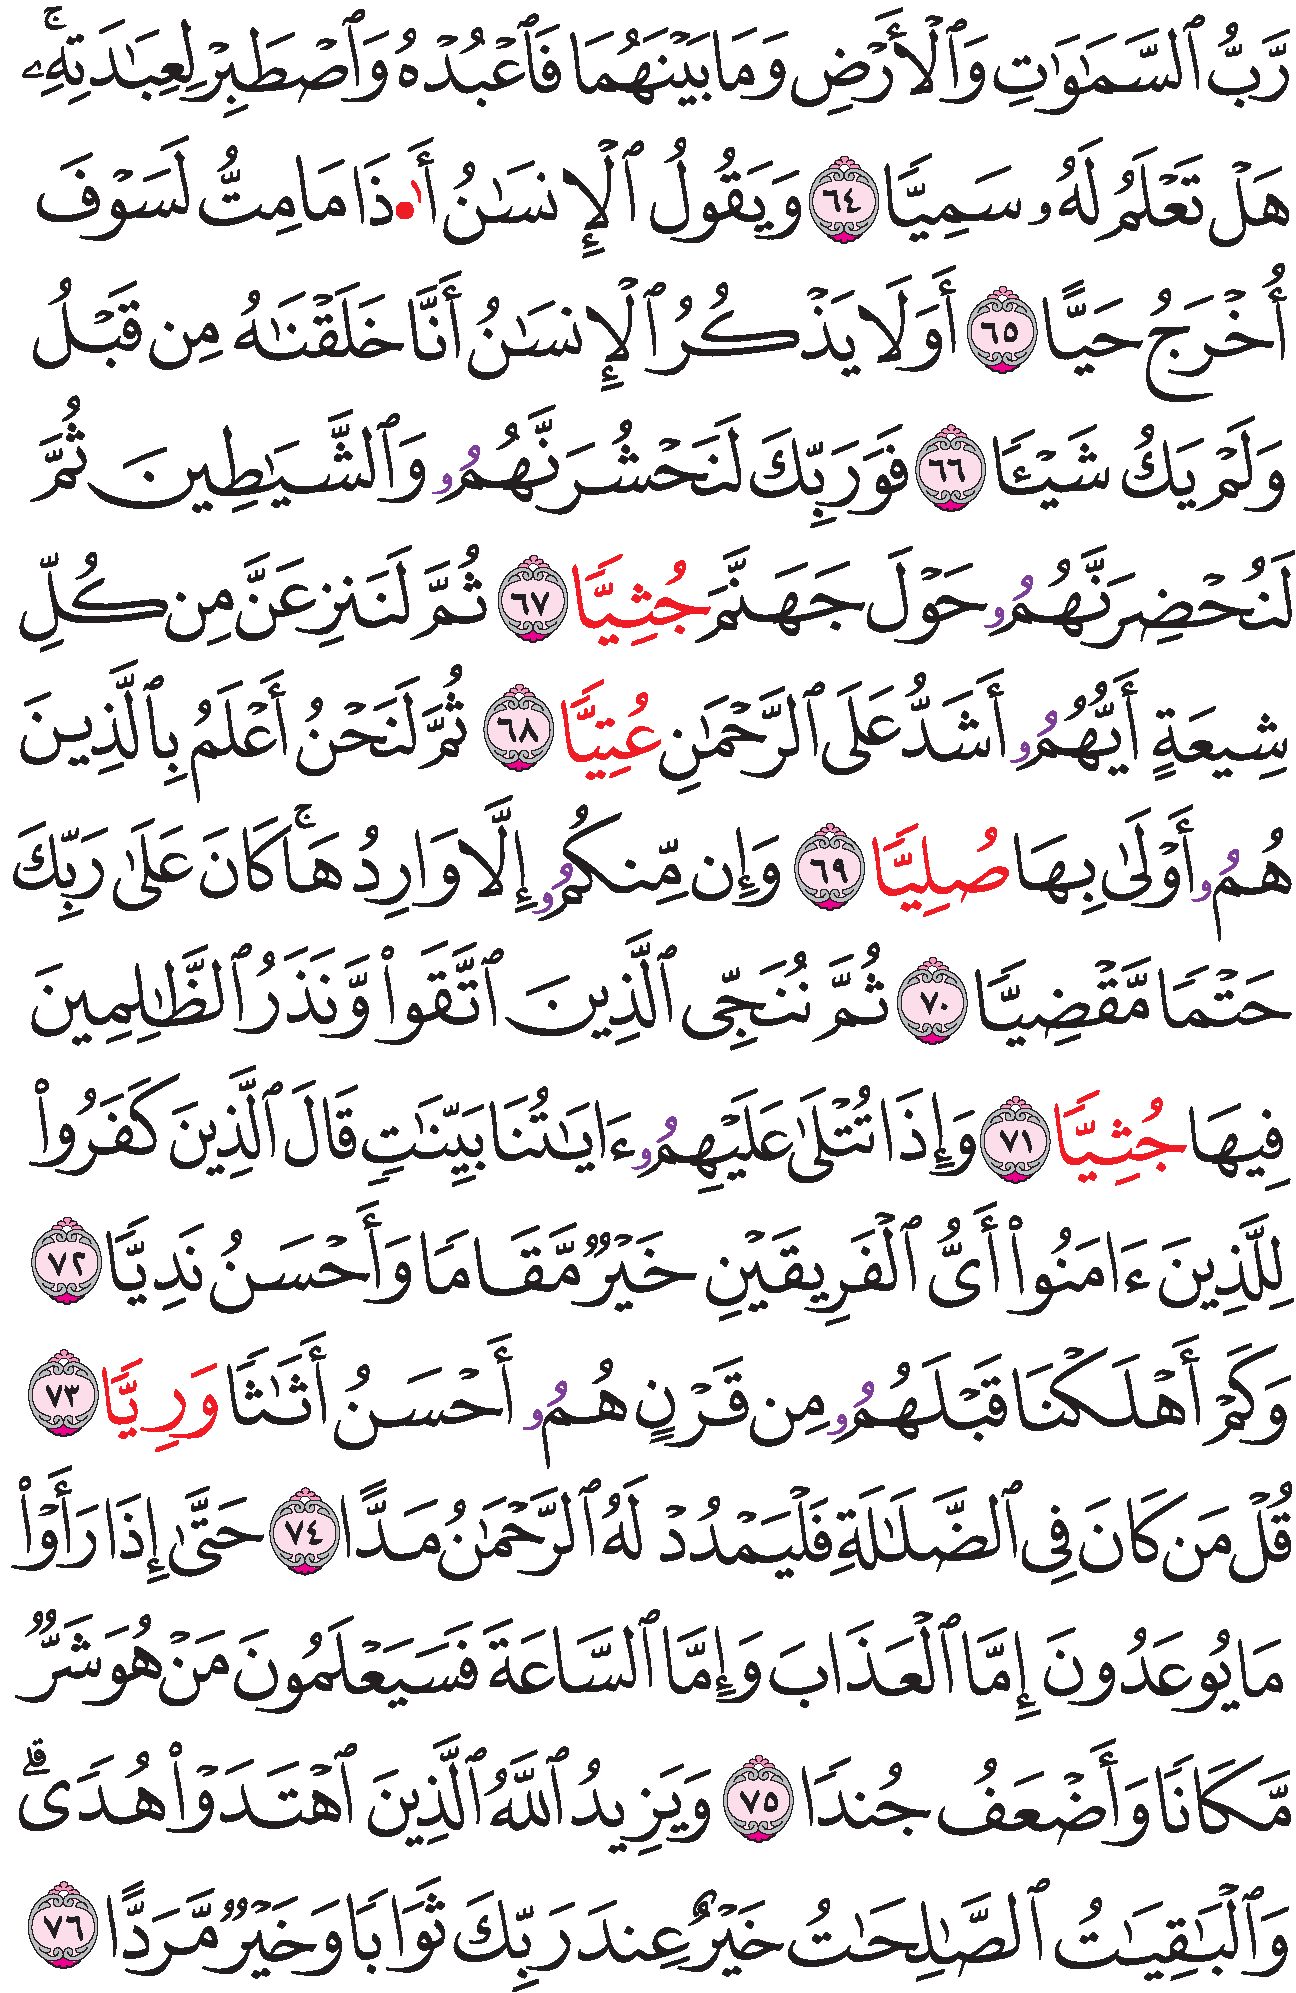 رَّبُّ ٱلسَّمَٰوَٰتِ وَٱلْأَرْضِ وَمَا بَيْنَهُمَا فَٱعْبُدْهُ وَٱصْطَبِرْ لِعِبَٰدَتِهِۦۚ
هَلْ تَعْلَمُ لَهُۥ سَمِيًّا ٦٤ وَيَقُولُ ٱلْإِنسَٰنُ أَ۟ذَا مَا مِتُّ لَسَوْفَ
أُخْرَجُ حَيًّا ٦٥ أَوَلَا يَذْكُرُ ٱلْإِنسَٰنُ أَنَّا خَلَقْنَٰهُ مِن قَبْلُ
وَلَمْ يَكُ شَيْـًٔا ٦٦ فَوَرَبِّكَ لَنَحْشُرَنَّهُمُۥ وَٱلشَّيَٰطِينَ ثُمَّ
لَنُحْضِرَنَّهُمُۥ حَوْلَ جَهَنَّمَ جُثِيًّا ٦٧ ثُمَّ لَنَنزِعَنَّ مِن كُلِّ
شِيعَةٍ أَيُّهُمُۥ أَشَدُّ عَلَى ٱلرَّحْمَٰنِ عُتِيًّا ٦٨ ثُمَّ لَنَحْنُ أَعْلَمُ بِٱلَّذِينَ
هُمُۥ أَوْلَىٰ بِهَا صُلِيًّا ٦٩ وَإِن مِّنكُمُۥ إِلَّا وَارِدُهَاۚ كَانَ عَلَىٰ رَبِّكَ
حَتْمًا مَّقْضِيًّا ٧٠ ثُمَّ نُنَجِّى ٱلَّذِينَ ٱتَّقَوا۟ وَّنَذَرُ ٱلظَّٰلِمِينَ
فِيهَا جُثِيًّا ٧١ وَإِذَا تُتْلَىٰ عَلَيْهِمُۥ ءَايَٰتُنَا بَيِّنَٰتٍ قَالَ ٱلَّذِينَ كَفَرُوا۟
لِلَّذِينَ ءَامَنُوا۟ أَىُّ ٱلْفَرِيقَيْنِ خَيْرٌ مَّقَامًا وَأَحْسَنُ نَدِيًّا ٧٢
وَكَمْ أَهْلَكْنَا قَبْلَهُمُۥ مِن قَرْنٍ هُمُۥ أَحْسَنُ أَثَٰثًا وَرِيًّا ٧٣
قُلْ مَن كَانَ فِى ٱلضَّلَٰلَةِ فَلْيَمْدُدْ لَهُ ٱلرَّحْمَٰنُ مَدًّا ٧٤ حَتَّىٰ إِذَا رَأَوْا۟
مَا يُوعَدُونَ إِمَّا ٱلْعَذَابَ وَإِمَّا ٱلسَّاعَةَ فَسَيَعْلَمُونَ مَنْ هُوَ شَرٌّ
مَّكَانًا وَأَضْعَفُ جُندًا ٧٥ وَيَزِيدُ ٱللَّهُ ٱلَّذِينَ ٱهْتَدَوْا۟ هُدًىۗ
وَٱلْبَٰقِيَٰتُ ٱلصَّٰلِحَٰتُ خَيْرٌ عِندَ رَبِّكَ ثَوَابًا وَخَيْرٌ مَّرَدًّا ٧٦